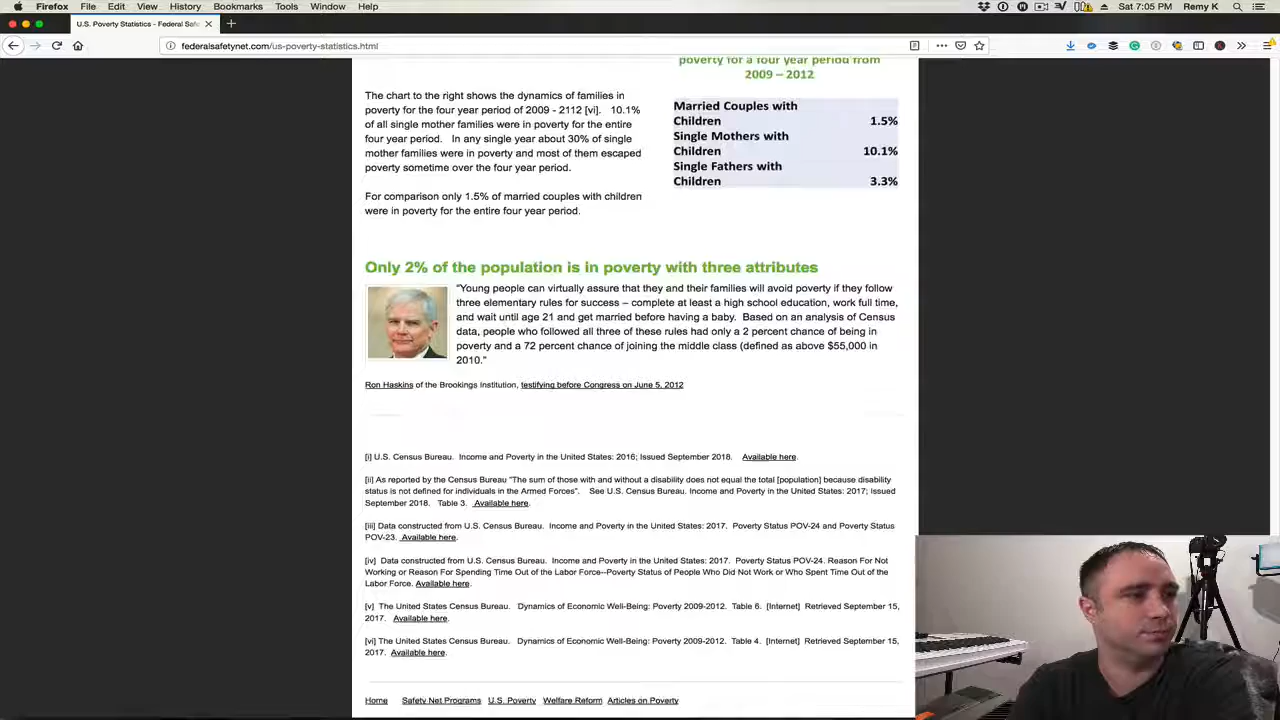 Firefox File Edit View History Bookmarks Tools Window Help Sat 7:05 PM Remy K
U.S. Poverty Statistics - Federal Safe
federalsafetynet.com/us-poverty-statistics.html
poverty for a four year period from
2009 – 2012
The chart to the right shows the dynamics of families in
poverty for the four year period of 2009 - 2112 [vi]. 10.1%
of all single mother families were in poverty for the entire
four year period. In any single year about 30% of single
mother families were in poverty and most of them escaped
poverty sometime over the four year period.
For comparison only 1.5% of married couples with children
were in poverty for the entire four year period.
Married Couples with
Children 1.5%
Single Mothers with
Children 10.1%
Single Fathers with
Children 3.3%
Only 2% of the population is in poverty with three attributes
“Young people can virtually assure that they and their families will avoid poverty if they follow
three elementary rules for success – complete at least a high school education, work full time,
and wait until age 21 and get married before having a baby. Based on an analysis of Census
data, people who followed all three of these rules had only a 2 percent chance of being in
poverty and a 72 percent chance of joining the middle class (defined as above $55,000 in
2010.”
Ron Haskins of the Brookings Institution, testifying before Congress on June 5, 2012
[i] U.S. Census Bureau. Income and Poverty in the United States: 2016; Issued September 2018. Available here.
[ii] As reported by the Census Bureau "The sum of those with and without a disability does not equal the total [population] because disability
status is not defined for individuals in the Armed Forces". See U.S. Census Bureau. Income and Poverty in the United States: 2017; Issued
September 2018. Table 3. Available here.
[iii] Data constructed from U.S. Census Bureau. Income and Poverty in the United States: 2017. Poverty Status POV-24 and Poverty Status
POV-23. Available here.
[iv] Data constructed from U.S. Census Bureau. Income and Poverty in the United States: 2017. Poverty Status POV-24. Reason For Not
Working or Reason For Spending Time Out of the Labor Force--Poverty Status of People Who Did Not Work or Who Spent Time Out of the
Labor Force. Available here.
[v] The United States Census Bureau. Dynamics of Economic Well-Being: Poverty 2009-2012. Table 6. [Internet] Retrieved September 15,
2017. Available here.
[vi] The United States Census Bureau. Dynamics of Economic Well-Being: Poverty 2009-2012. Table 4. [Internet] Retrieved September 15,
2017. Available here.
Home Safety Net Programs U.S. Poverty Welfare Reform Articles on Poverty